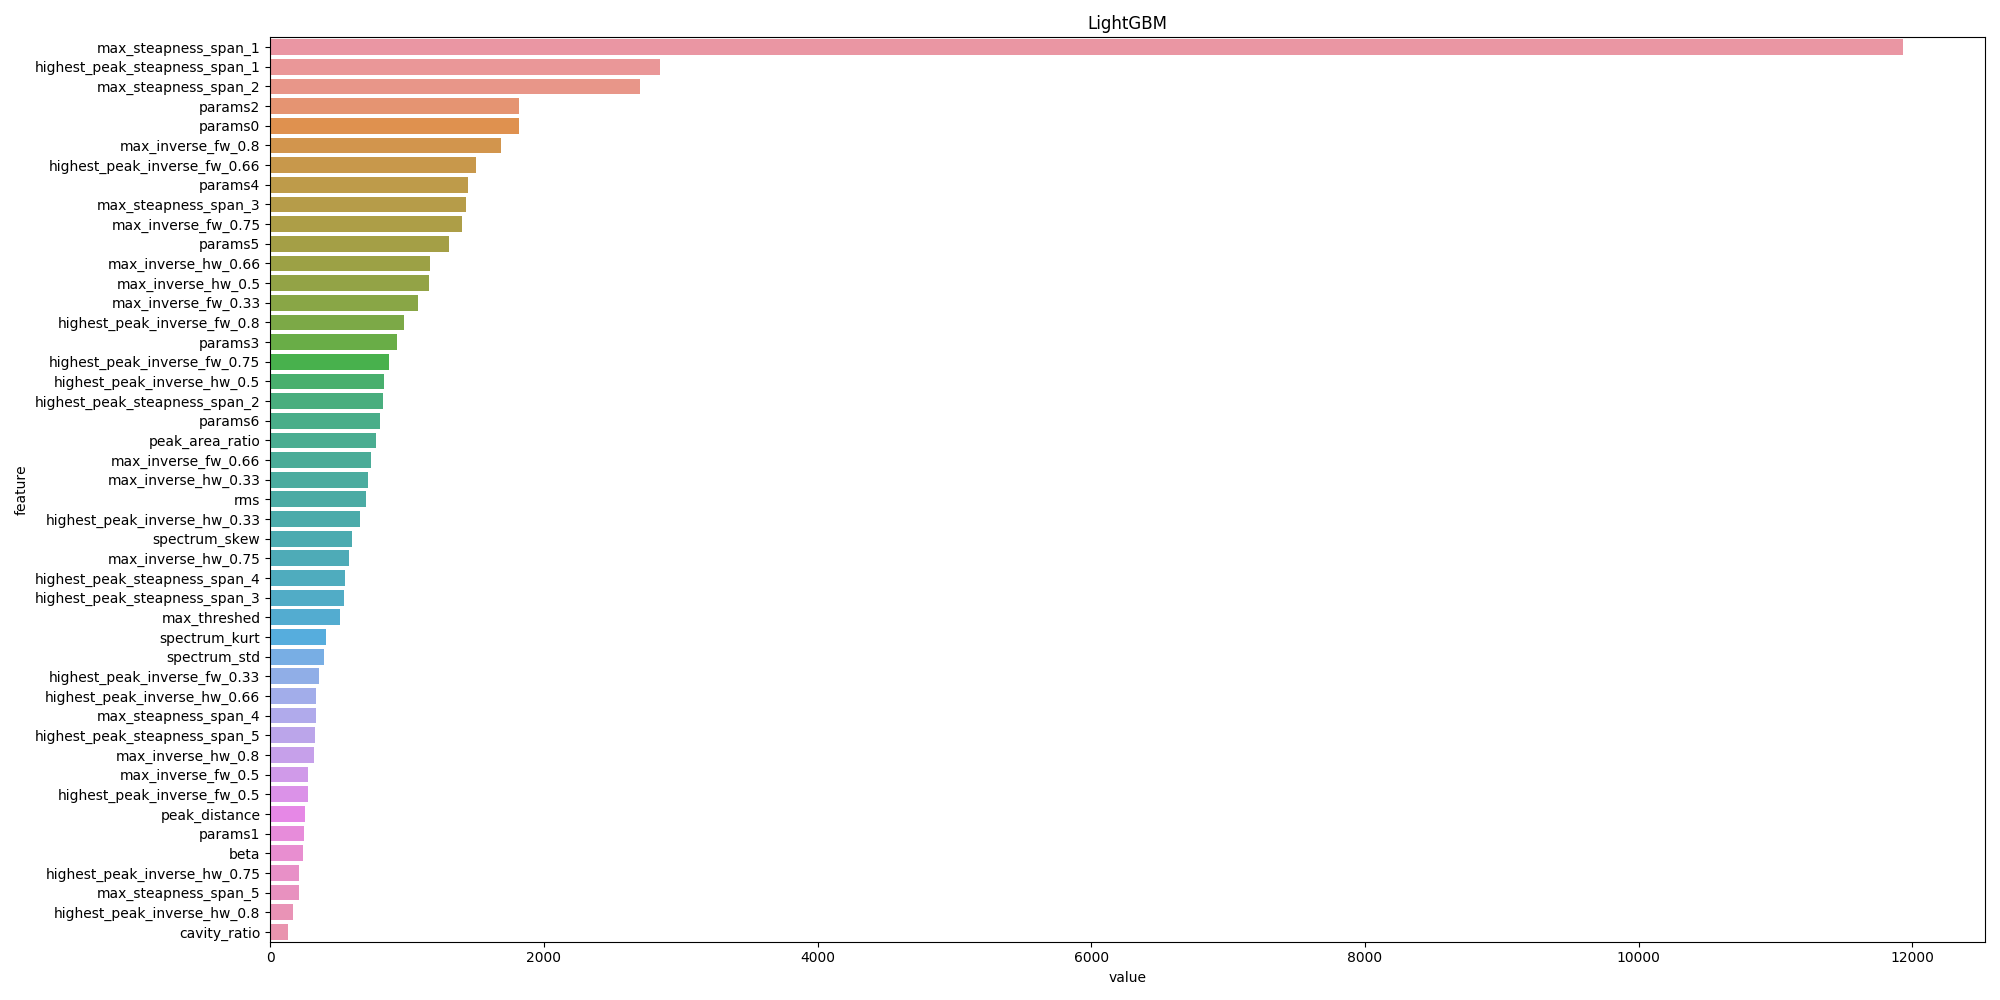 LightGBM
max_steapness_span_1
highest_peak_steapness_span_1
max_steapness_span_2
params2
params0
max_inverse_fw_0.8
highest_peak_inverse_fw_0.66
params4
max_steapness_span_3
max_inverse_fw_0.75
params5
max_inverse_hw_0.66
max_inverse_hw_0.5
max_inverse_fw_0.33
highest_peak_inverse_fw_0.8
params3
highest_peak_inverse_fw_0.75
highest_peak_inverse_hw_0.5
highest_peak_steapness_span_2
params6
peak_area_ratio
max_inverse_fw_0.66
max_inverse_hw_0.33
rms
highest_peak_inverse_hw_0.33
spectrum_skew
max_inverse_hw_0.75
highest_peak_steapness_span_4
highest_peak_steapness_span_3
max_threshed
spectrum_kurt
spectrum_std
highest_peak_inverse_fw_0.33
highest_peak_inverse_hw_0.66
max_steapness_span_4
highest_peak_steapness_span_5
max_inverse_hw_0.8
max_inverse_fw_0.5
highest_peak_inverse_fw_0.5
peak_distance
params1
beta
highest_peak_inverse_hw_0.75
max_steapness_span_5
highest_peak_inverse_hw_0.8
cavity_ratio
feature
0 2000 4000 6000 8000 10000 12000
value